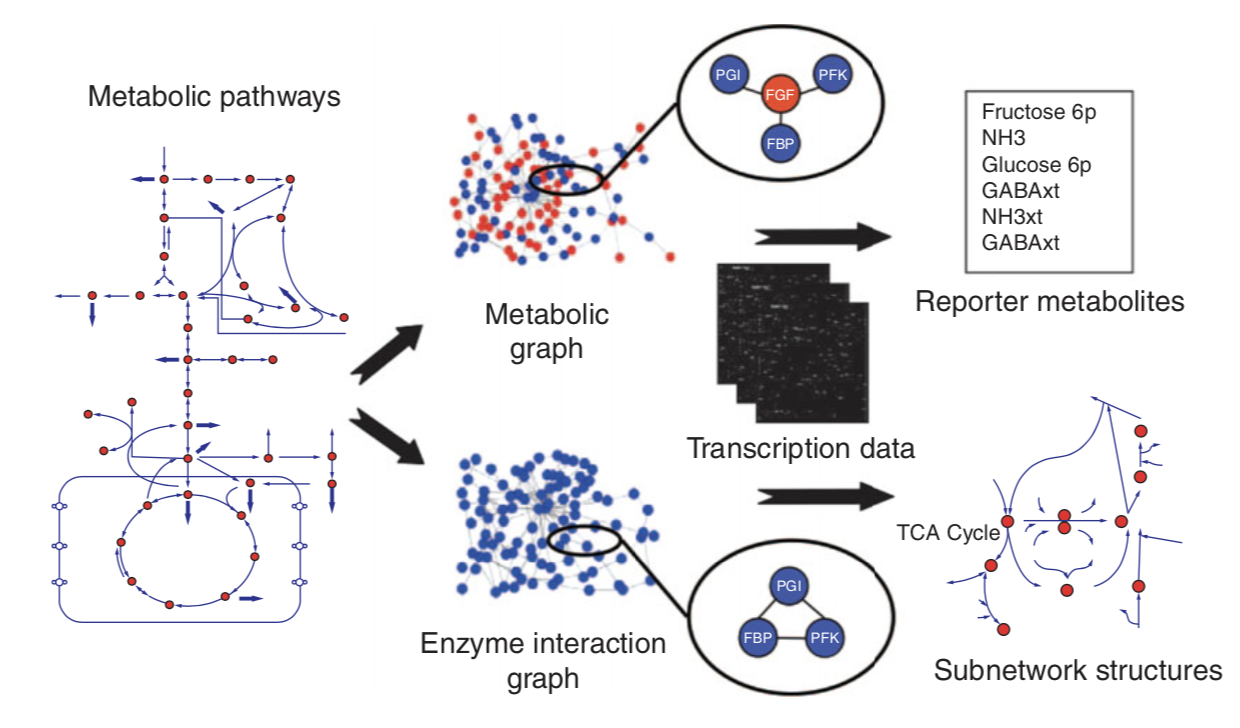 Metabolic pathways
PGI
PFK
FGF
FBP
Metabolic
graph
Fructose 6p
NH3
Glucose 6p
GABAxt
NH3xt
GABAxt
Reporter metabolites
Transcription data
Enzyme interaction
graph
PGI
FBP
PFK
TCA Cycle
Subnetwork structures